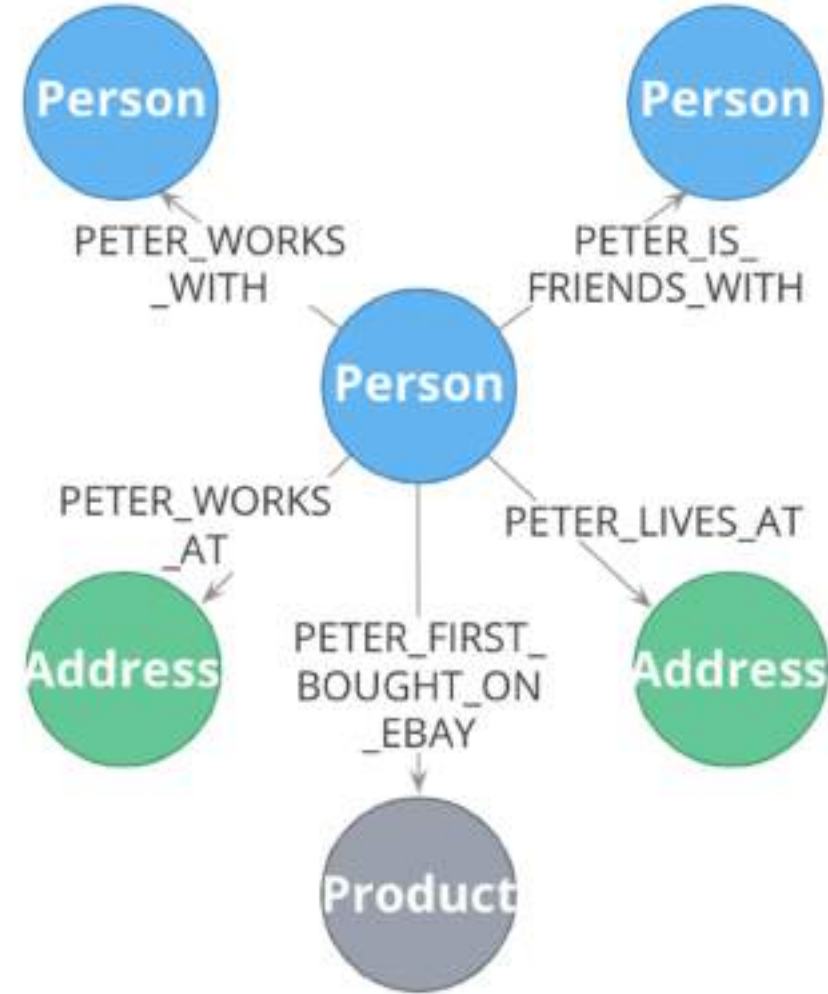 Person
Person
PETER_WORKS
_WITH
PETER_IS_
FRIENDS_WITH
Person
PETER_WORKS
_AT
PETER_LIVES_AT
PETER_FIRST_
BOUGHT_ON
_EBAY
Address
Address
Product